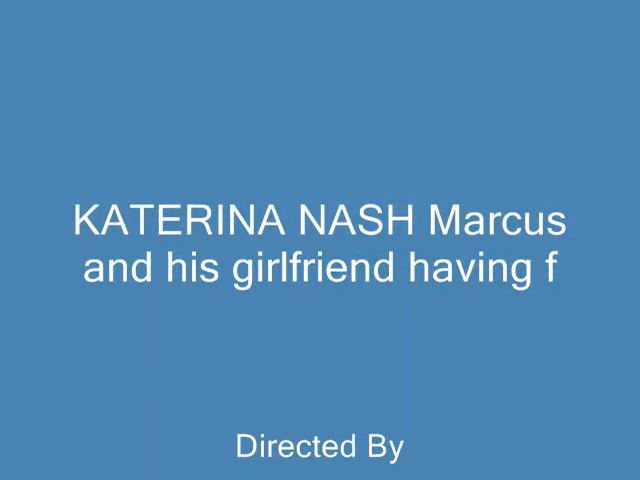 KATERINA NASH Marcus
and his girlfriend having f
Directed By